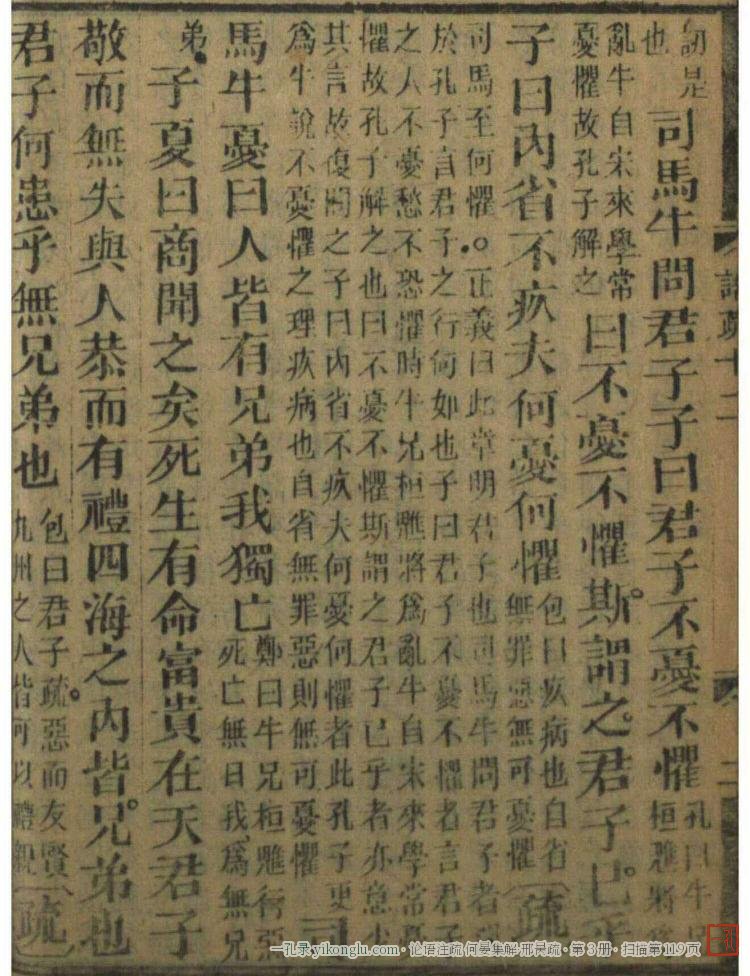 語疏十二　二
訒是
也
司馬牛問君子子曰君子不憂不懼
孔曰牛兄
桓魋將
亂牛自宋來學常
憂懼故孔子解之
曰不憂不懼斯謂之君子已乎
子曰內省不疚夫何憂何懼
包曰疚病也自省
無罪惡無可憂懼
疏
司馬至何懼。○正義曰此章明君子也司馬牛問君子者
於孔子言君子之行何如也子曰君子不憂不懼者言君子
之人不憂愁不恐懼時牛兄桓魋將爲亂牛自宋來學常憂
懼故孔子解之也曰不憂不懼斯謂之君子已乎者亦意少
其言故復問之子曰內省不疚夫何憂何懼者此孔子更
爲牛說不憂懼之理疚病也自省無罪惡則無可憂懼
司
馬牛憂曰人皆有兄弟我獨亡
鄭曰牛兄桓魋行惡
死亡無日我爲無兄
弟
子夏曰商聞之矣死生有命富貴在天君子
敬而無失與人恭而有禮四海之內皆兄弟也
君子何患乎無兄弟也
包曰君子疏惡而友賢
九州之人皆可以禮親
疏
一孔录yikonglu.com · 论语注疏 何晏集解 邢昺疏 · 第3册 · 扫描第119页